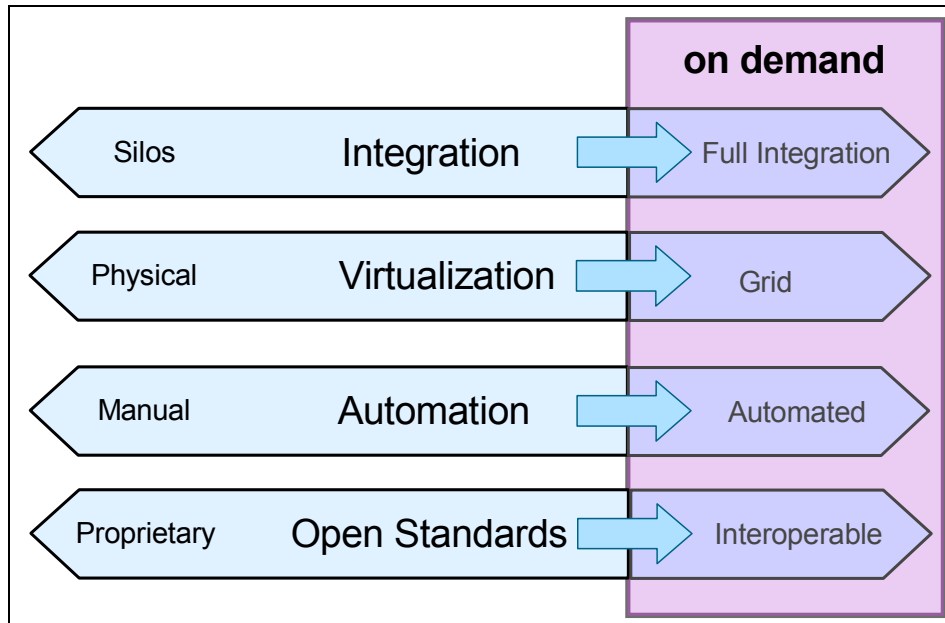 on demand
Silos Integration Full Integration
Physical Virtualization Grid
Manual Automation Automated
Proprietary Open Standards Interoperable